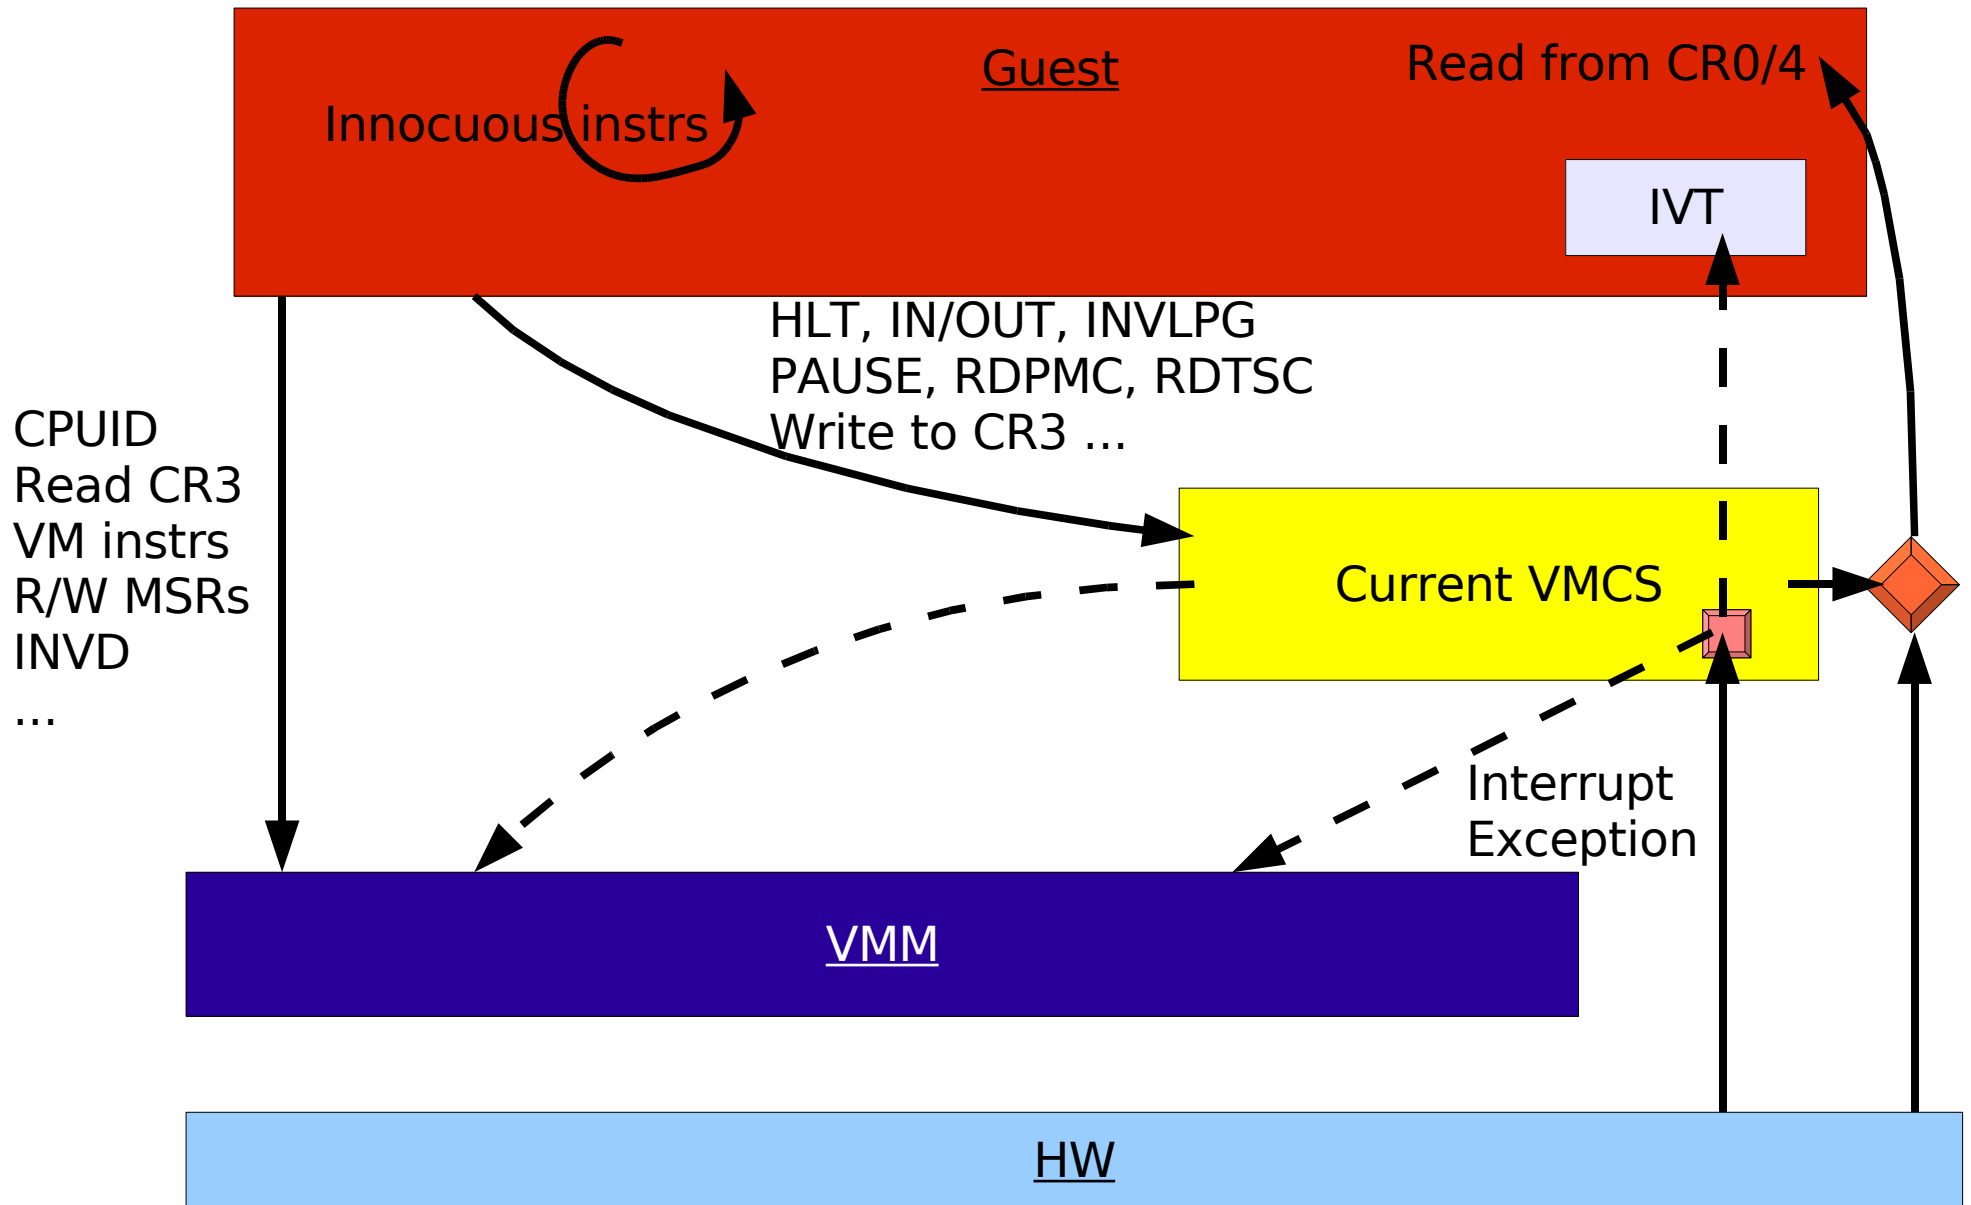 Guest
Read from CR0/4
Innocuous instrs
IVT
HLT, IN/OUT, INVLPG
PAUSE, RDPMC, RDTSC
Write to CR3 ...
CPUID
Read CR3
VM instrs
R/W MSRs
INVD
...
Current VMCS
Interrupt
Exception
VMM
HW